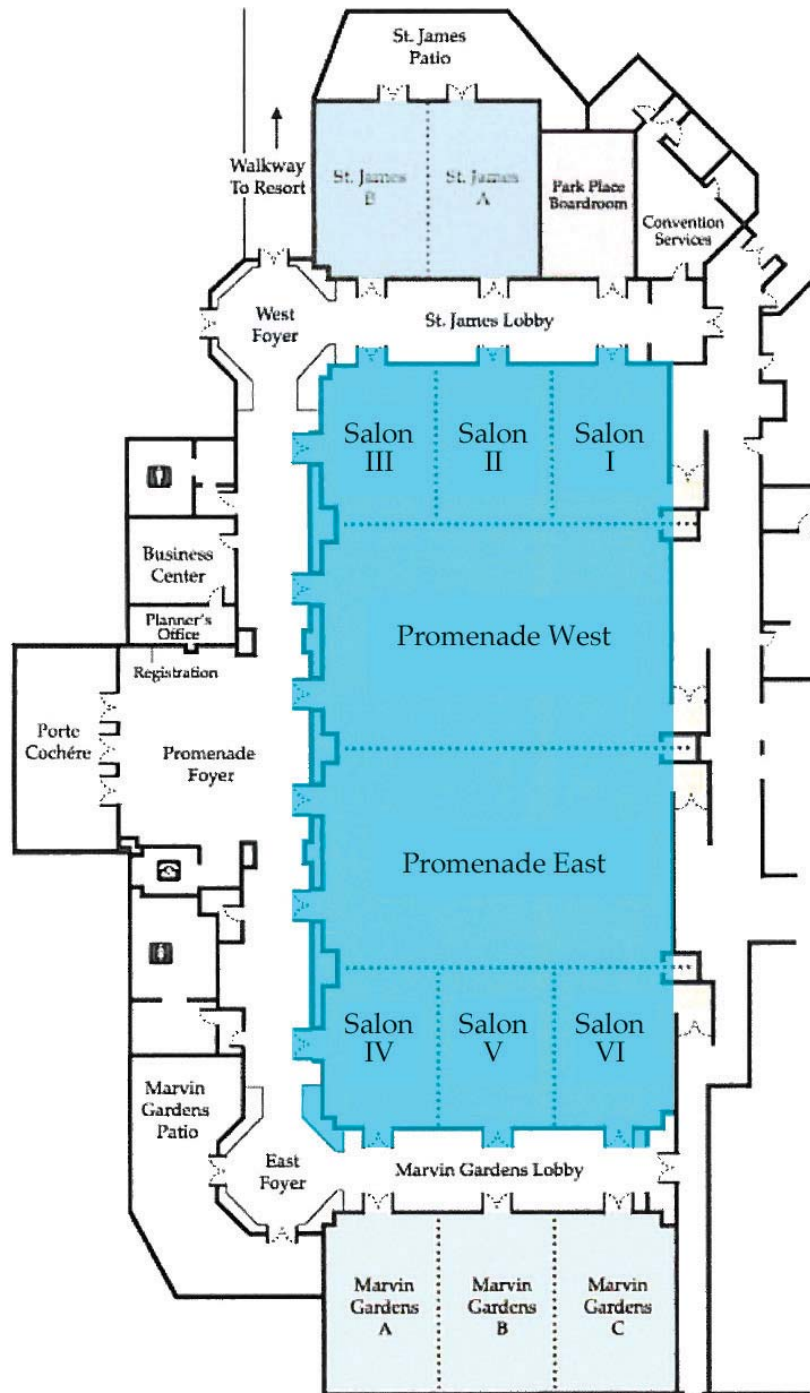 St. James
Patio
Walkway
To Resort
St. James
B
St. James
A
Park Place
Boardroom
Convention
Services
West
Foyer
St. James Lobby
Salon
III
Salon
II
Salon
I
Business
Center
Planner's
Office
Registration
Promenade West
Porte
Cochére
Promenade
Foyer
Promenade East
Salon
IV
Salon
V
Salon
VI
Marvin
Gardens
Patio
East
Foyer
Marvin Gardens Lobby
Marvin
Gardens
A
Marvin
Gardens
B
Marvin
Gardens
C